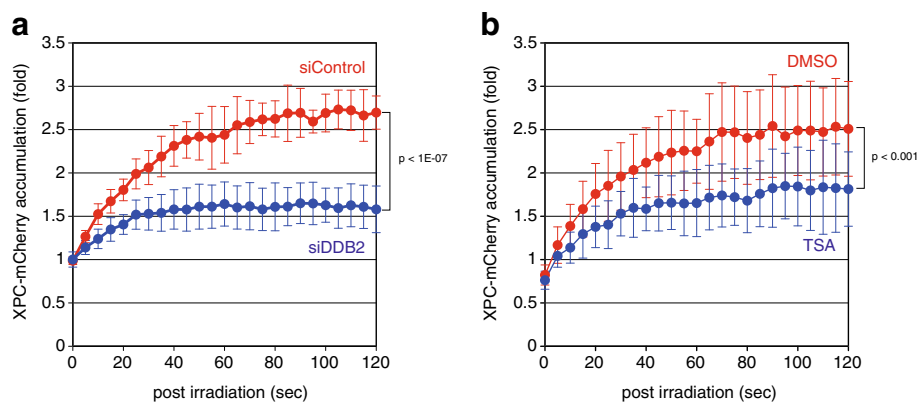 a
XPC-mCherry accumulation (fold)
3.5
3
2.5
2
1.5
1
0.5
0
siControl
siDDB2
p < 1E-07
0 20 40 60 80 100 120
post irradiation (sec)
b
XPC-mCherry accumulation (fold)
3.5
3
2.5
2
1.5
1
0.5
0
DMSO
TSA
p < 0.001
0 20 40 60 80 100 120
post irradiation (sec)